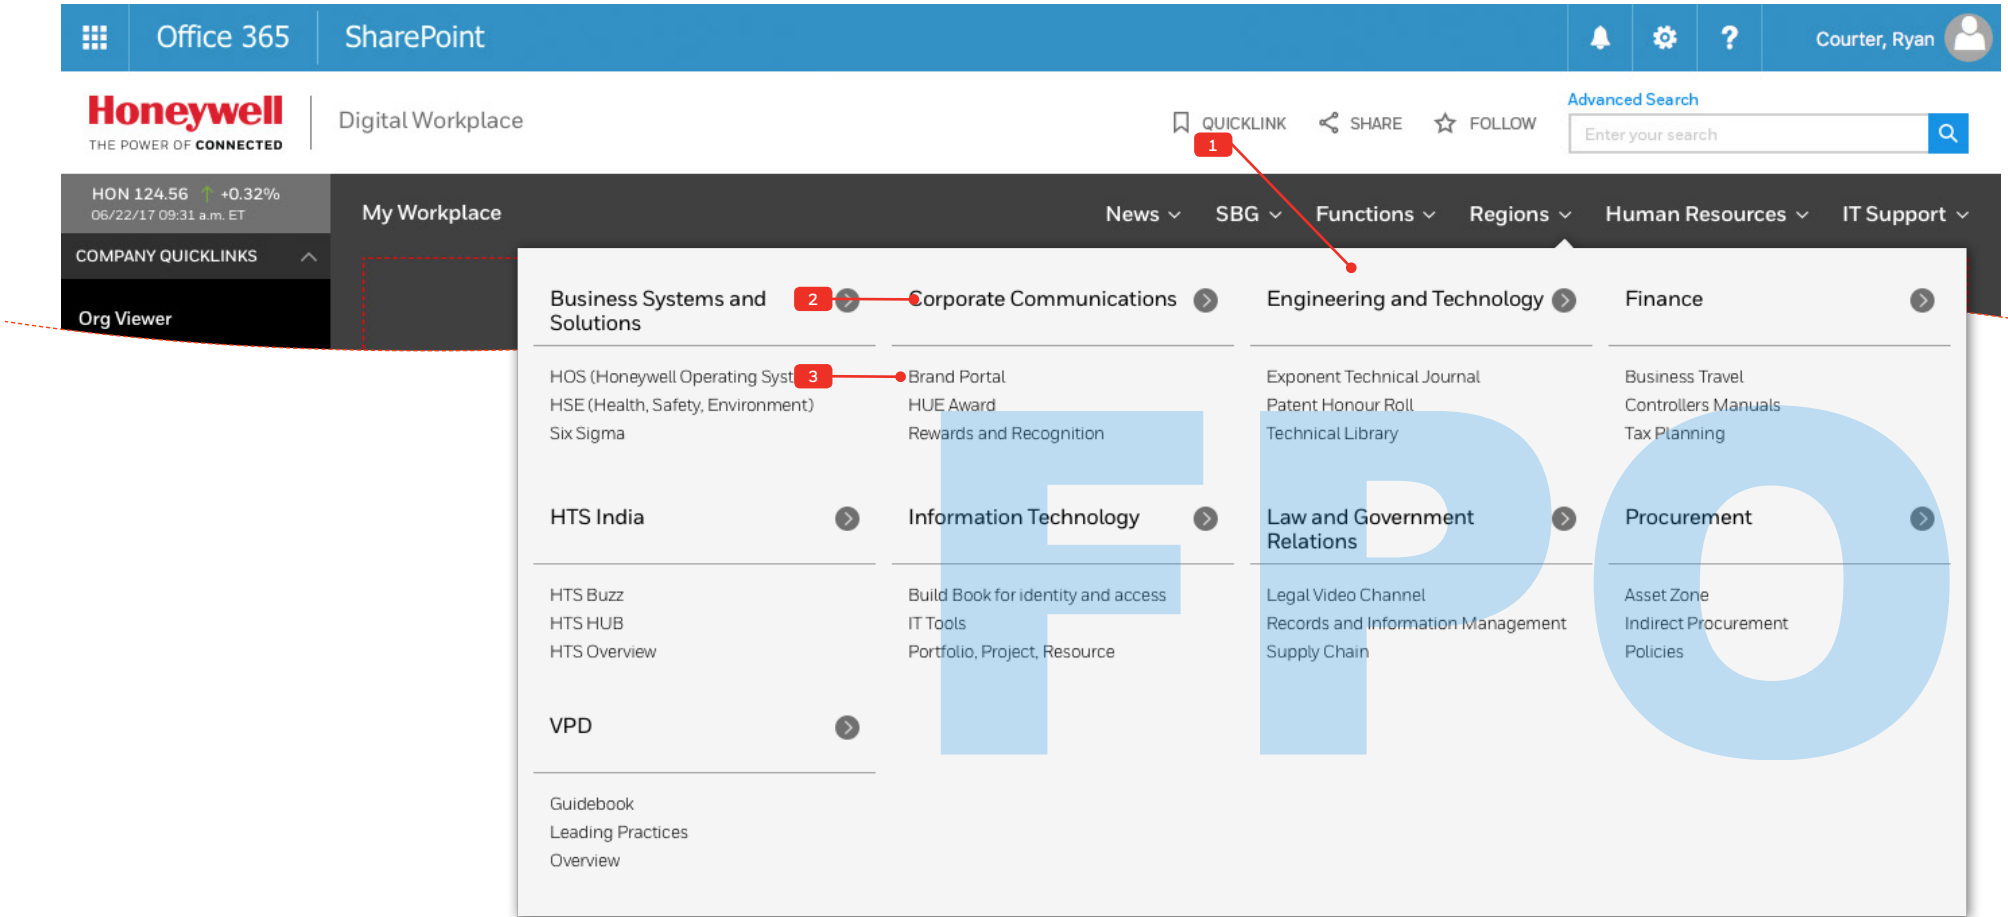 Office 365 SharePoint ? Courter, Ryan
Honeywell
THE POWER OF CONNECTED
Digital Workplace
QUICKLINK SHARE FOLLOW
Advanced Search
Enter your search
1
HON 124.56 +0.32%
06/22/17 09:31 a.m. ET
My Workplace News SBG Functions Regions Human Resources IT Support
COMPANY QUICKLINKS
Org Viewer
Business Systems and
Solutions
2
Corporate Communications
Engineering and Technology
Finance
HOS (Honeywell Operating Syst
HSE (Health, Safety, Environment)
Six Sigma
3
Brand Portal
HUE Award
Rewards and Recognition
Exponent Technical Journal
Patent Honour Roll
Technical Library
Business Travel
Controllers Manuals
Tax Planning
FPO
HTS India
Information Technology
Law and Government
Relations
Procurement
HTS Buzz
HTS HUB
HTS Overview
Build Book for identity and access
IT Tools
Portfolio, Project, Resource
Legal Video Channel
Records and Information Management
Supply Chain
Asset Zone
Indirect Procurement
Policies
VPD
Guidebook
Leading Practices
Overview